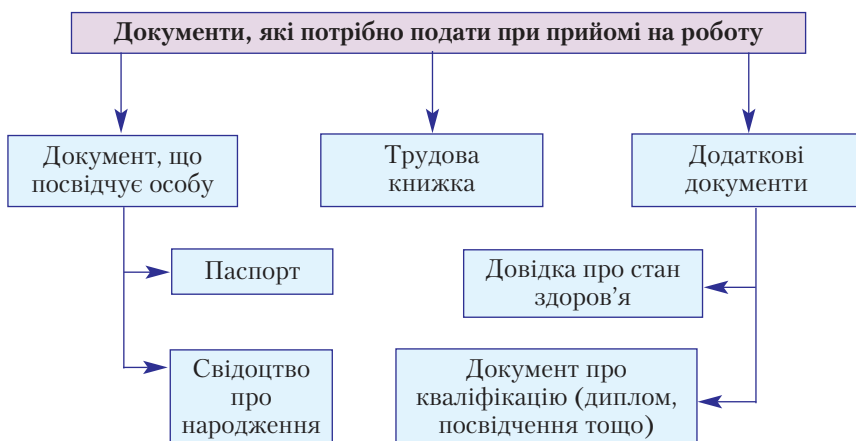 Документи, які потрібно подати при прийомі на роботу
Документ, що
посвідчує особу
Трудова
книжка
Додаткові
документи
Паспорт
Свідоцтво
про
народження
Довідка про стан
здоров’я
Документ про
кваліфікацію (диплом,
посвідчення тощо)